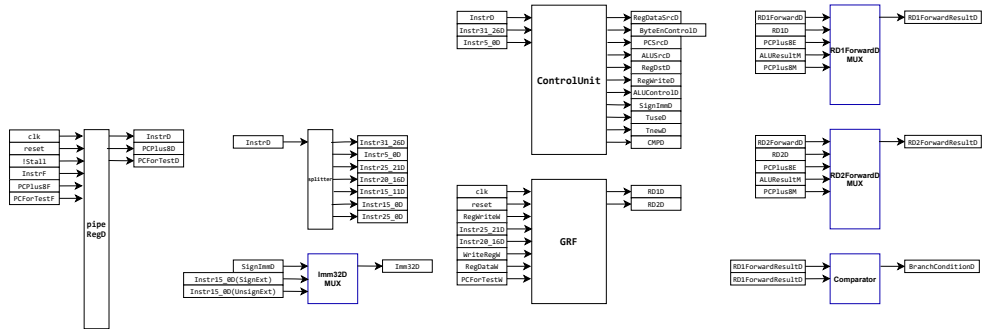 clk
reset
!Stall
InstrF
PCPlus8F
PCForTestF
pipe
RegD
InstrD
PCPlus8D
PCForTestD
InstrD
splitter
Instr31_26D
Instr5_0D
Instr25_21D
Instr20_16D
Instr15_11D
Instr15_0D
Instr25_0D
SignImmD
Instr15_0D(SignExt)
Instr15_0D(UnsignExt)
Imm32D
MUX
Imm32D
InstrD
Instr31_26D
Instr5_0D
ControlUnit
RegDataSrcD
ByteEnControlD
PCSrcD
ALUSrcD
RegDstD
RegWriteD
ALUControlD
SignImmD
TuseD
TnewD
CMPD
clk
reset
RegWriteW
Instr25_21D
Instr20_16D
WriteRegW
RegDataW
PCForTestW
GRF
RD1D
RD2D
RD1ForwardD
RD1D
PCPlus8E
ALUResultM
PCPlus8M
RD1ForwardD
MUX
RD1ForwardResultD
RD2ForwardD
RD2D
PCPlus8E
ALUResultM
PCPlus8M
RD2ForwardD
MUX
RD2ForwardResultD
RD1ForwardResultD
RD1ForwardResultD
Comparator
BranchConditionD